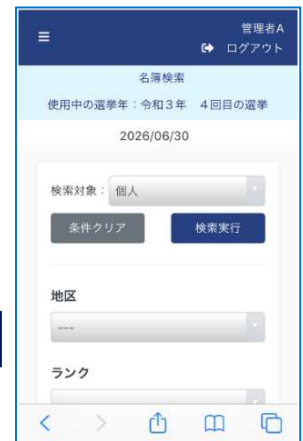 管理者A
ログアウト
名簿検索
使用中の選挙年：令和3年 4回目の選挙
2026/06/30
検索対象： 個人
条件クリア 検索実行
地区
---
ランク